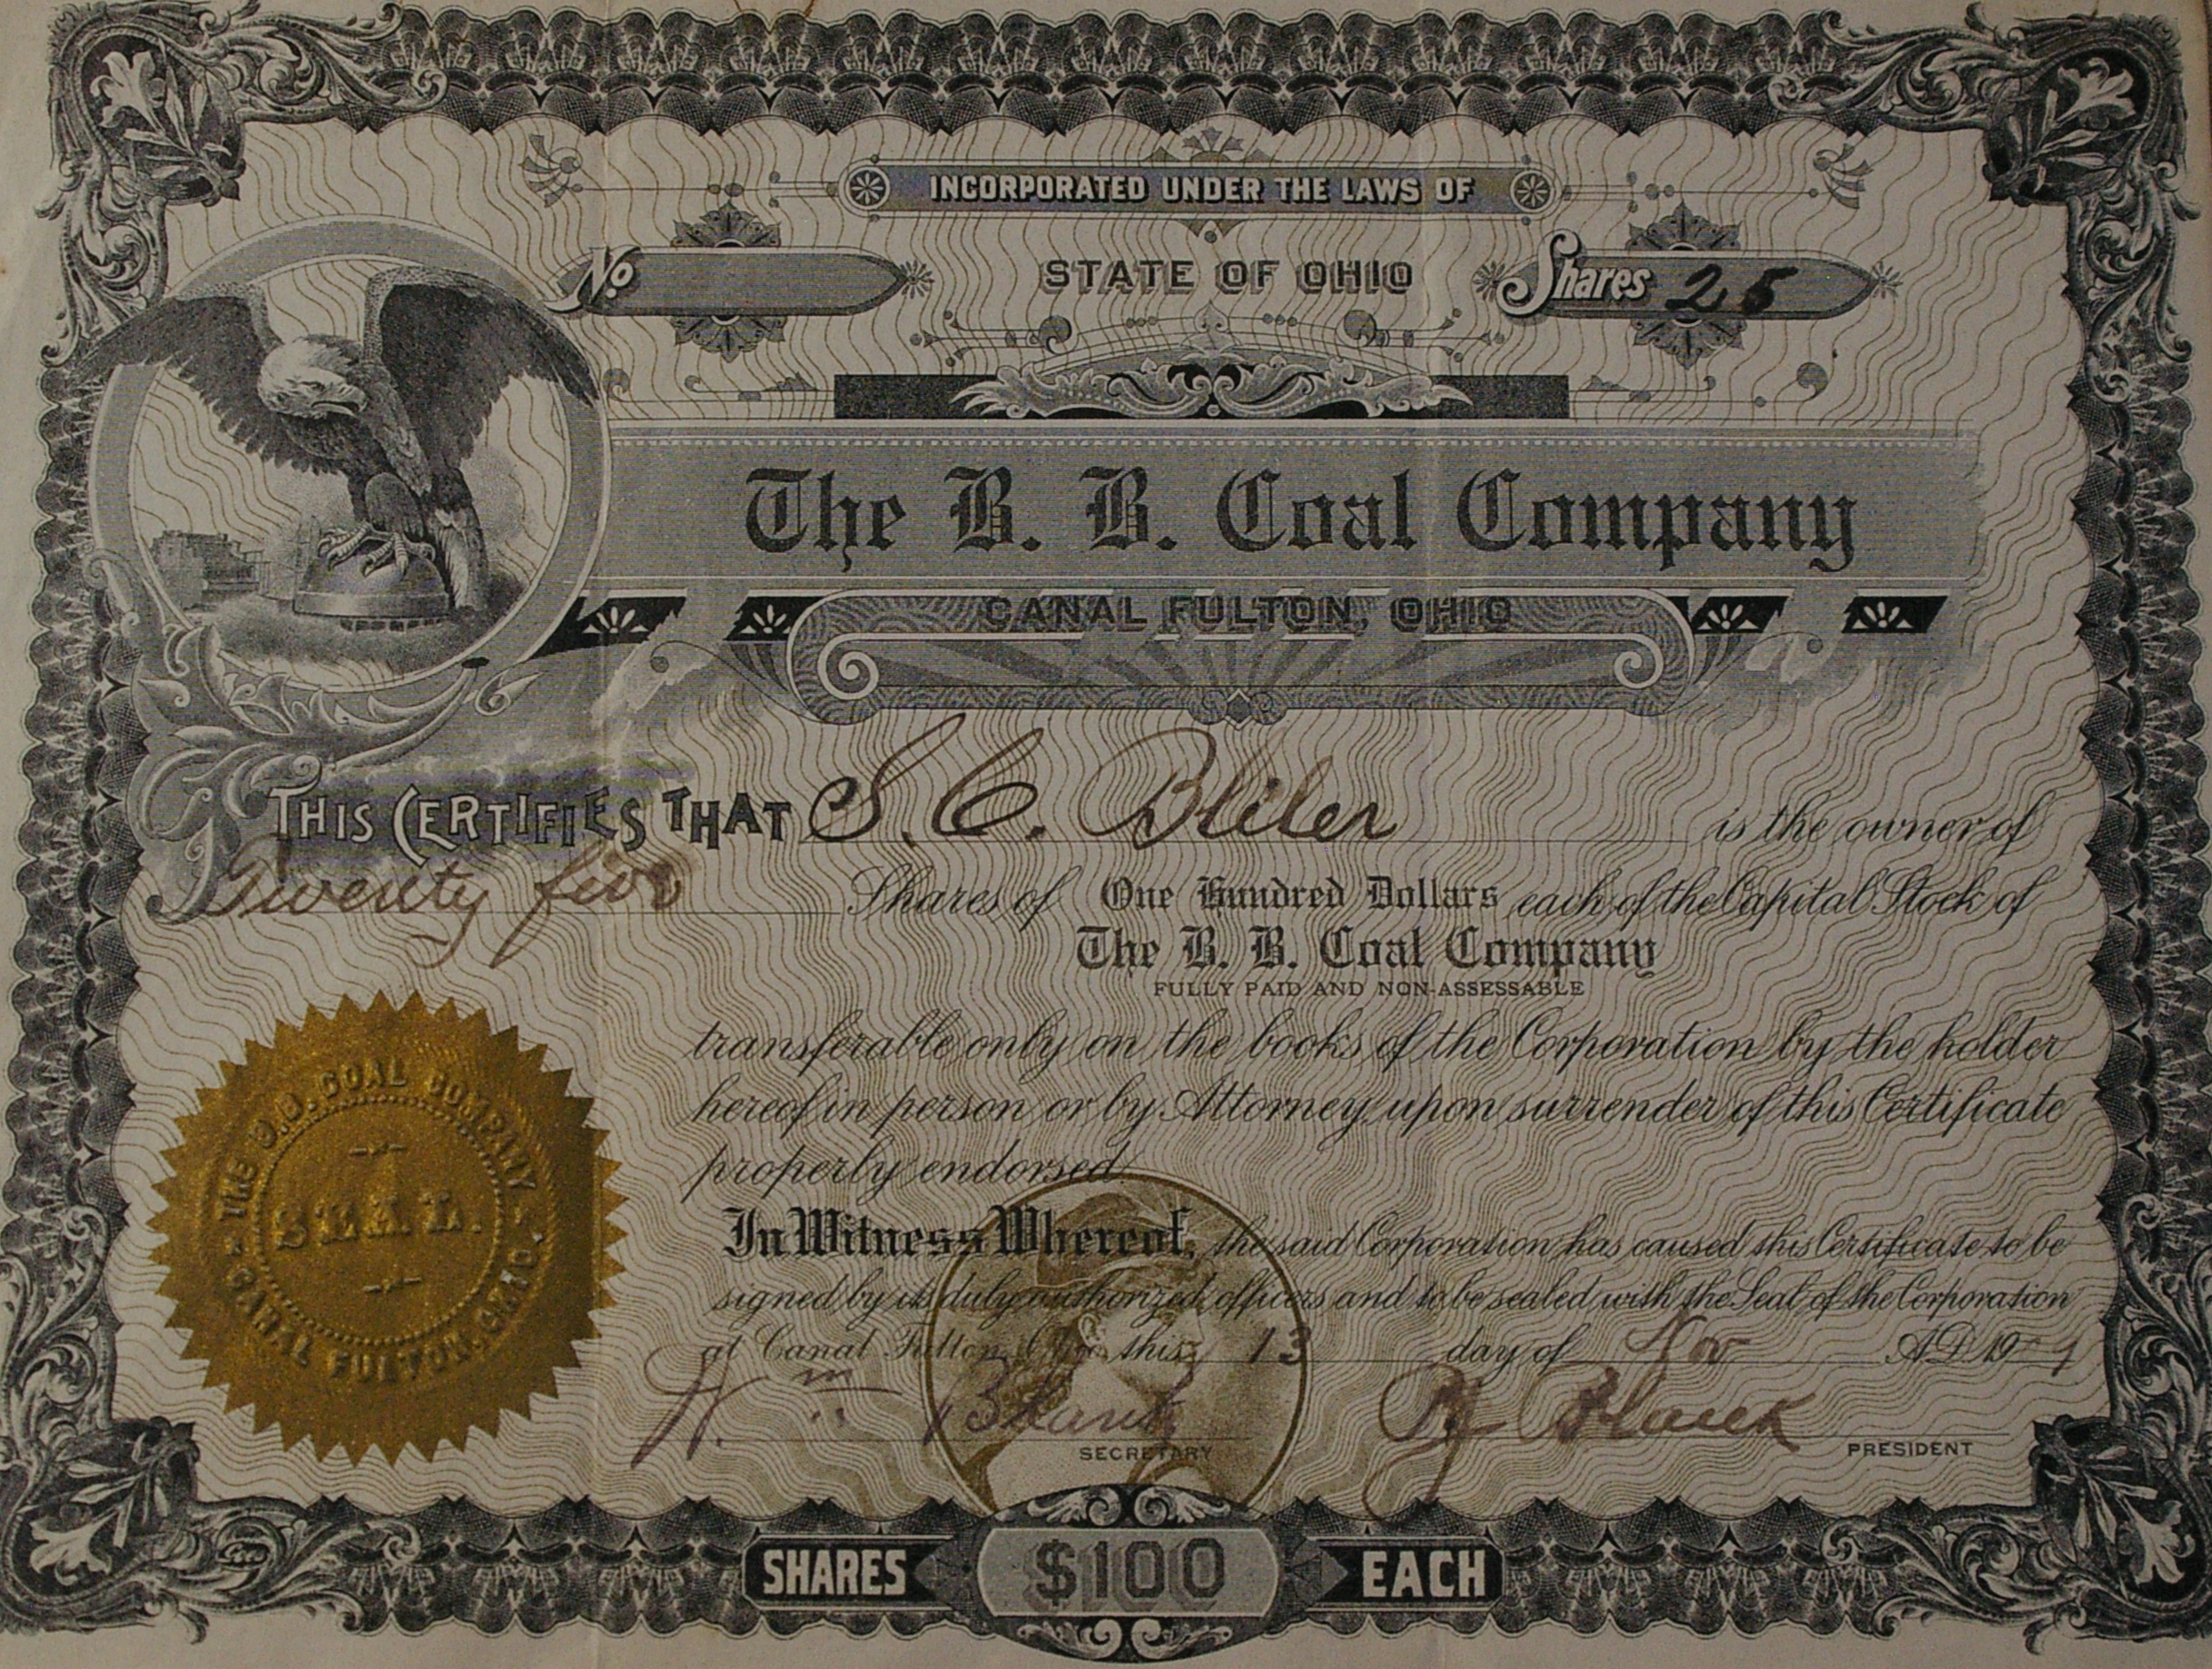 INCORPORATED UNDER THE LAWS OF
No
STATE OF OHIO
Shares 25
The B. B. Coal Company
CANAL FULTON, OHIO
THIS CERTIFIES THAT S. C. Bliler is the owner of
Twenty five Shares of One Hundred Dollars each of the Capital Stock of
The B. B. Coal Company
FULLY PAID AND NON-ASSESSABLE
transferable only on the books of the Corporation by the holder
hereof in person or by Attorney, upon surrender of this Certificate
properly endorsed.
In Witness Whereof, the said Corporation has caused this Certificate to be
signed by its duly authorized officers and to be sealed with the Seal of the Corporation
at Canal Fulton, Ohio, this 13 day of Nov A.D. 19
Wm
SECRETARY
PRESIDENT
THE B.B. COAL COMPANY
SEAL.
CANAL FULTON, OHIO.
SHARES $100 EACH